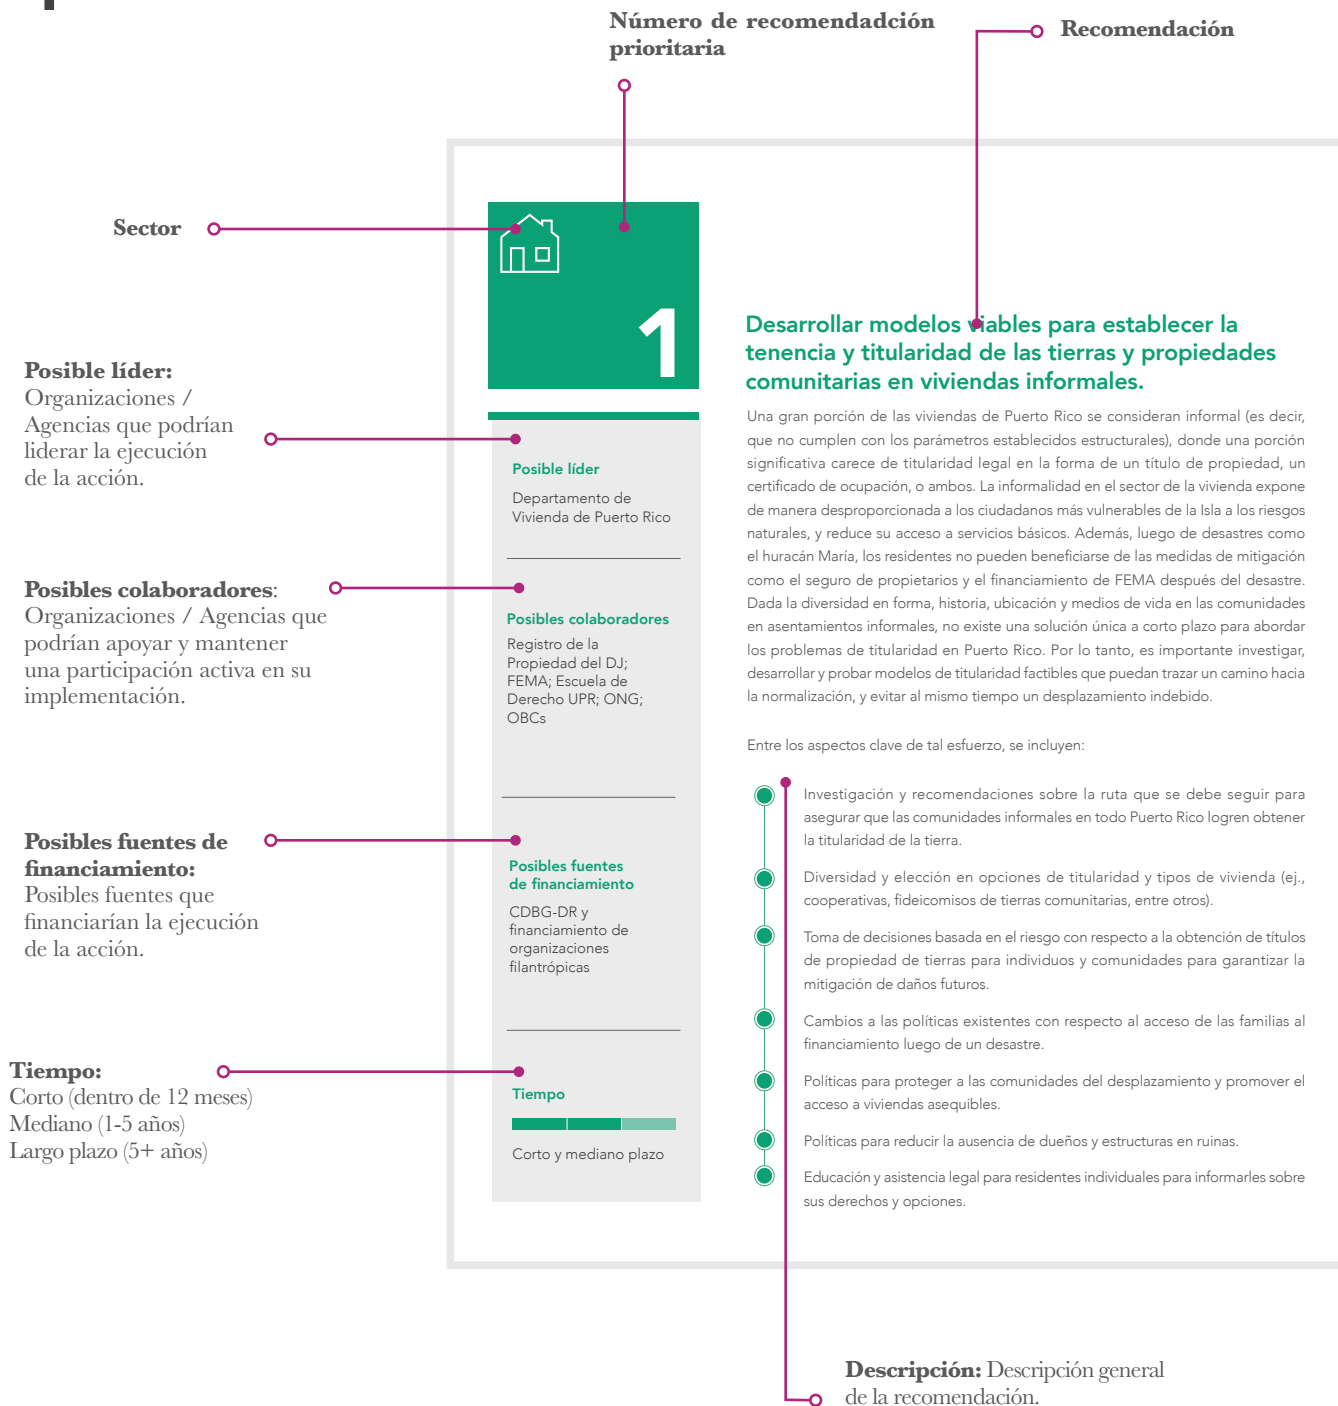 Número de recomendadción
prioritaria
Recomendación
Sector
1
Posible líder:
Organizaciones /
Agencias que podrían
liderar la ejecución
de la acción.
Posibles colaboradores:
Organizaciones / Agencias que
podrían apoyar y mantener
una participación activa en su
implementación.
Posibles fuentes de
financiamiento:
Posibles fuentes que
financiarían la ejecución
de la acción.
Tiempo:
Corto (dentro de 12 meses)
Mediano (1-5 años)
Largo plazo (5+ años)
Posible líder
Departamento de
Vivienda de Puerto Rico
Posibles colaboradores
Registro de la
Propiedad del DJ;
FEMA; Escuela de
Derecho UPR; ONG;
OBCs
Posibles fuentes
de financiamiento
CDBG-DR y
financiamiento de
organizaciones
filantrópicas
Tiempo
Corto y mediano plazo
Desarrollar modelos viables para establecer la
tenencia y titularidad de las tierras y propiedades
comunitarias en viviendas informales.
Una gran porción de las viviendas de Puerto Rico se consideran informal (es decir,
que no cumplen con los parámetros establecidos estructurales), donde una porción
significativa carece de titularidad legal en la forma de un título de propiedad, un
certificado de ocupación, o ambos. La informalidad en el sector de la vivienda expone
de manera desproporcionada a los ciudadanos más vulnerables de la Isla a los riesgos
naturales, y reduce su acceso a servicios básicos. Además, luego de desastres como
el huracán María, los residentes no pueden beneficiarse de las medidas de mitigación
como el seguro de propietarios y el financiamiento de FEMA después del desastre.
Dada la diversidad en forma, historia, ubicación y medios de vida en las comunidades
en asentamientos informales, no existe una solución única a corto plazo para abordar
los problemas de titularidad en Puerto Rico. Por lo tanto, es importante investigar,
desarrollar y probar modelos de titularidad factibles que puedan trazar un camino hacia
la normalización, y evitar al mismo tiempo un desplazamiento indebido.
Entre los aspectos clave de tal esfuerzo, se incluyen:
Investigación y recomendaciones sobre la ruta que se debe seguir para
asegurar que las comunidades informales en todo Puerto Rico logren obtener
la titularidad de la tierra.
Diversidad y elección en opciones de titularidad y tipos de vivienda (ej.,
cooperativas, fideicomisos de tierras comunitarias, entre otros).
Toma de decisiones basada en el riesgo con respecto a la obtención de títulos
de propiedad de tierras para individuos y comunidades para garantizar la
mitigación de daños futuros.
Cambios a las políticas existentes con respecto al acceso de las familias al
financiamiento luego de un desastre.
Políticas para proteger a las comunidades del desplazamiento y promover el
acceso a viviendas asequibles.
Políticas para reducir la ausencia de dueños y estructuras en ruinas.
Educación y asistencia legal para residentes individuales para informarles sobre
sus derechos y opciones.
Descripción: Descripción general
de la recomendación.